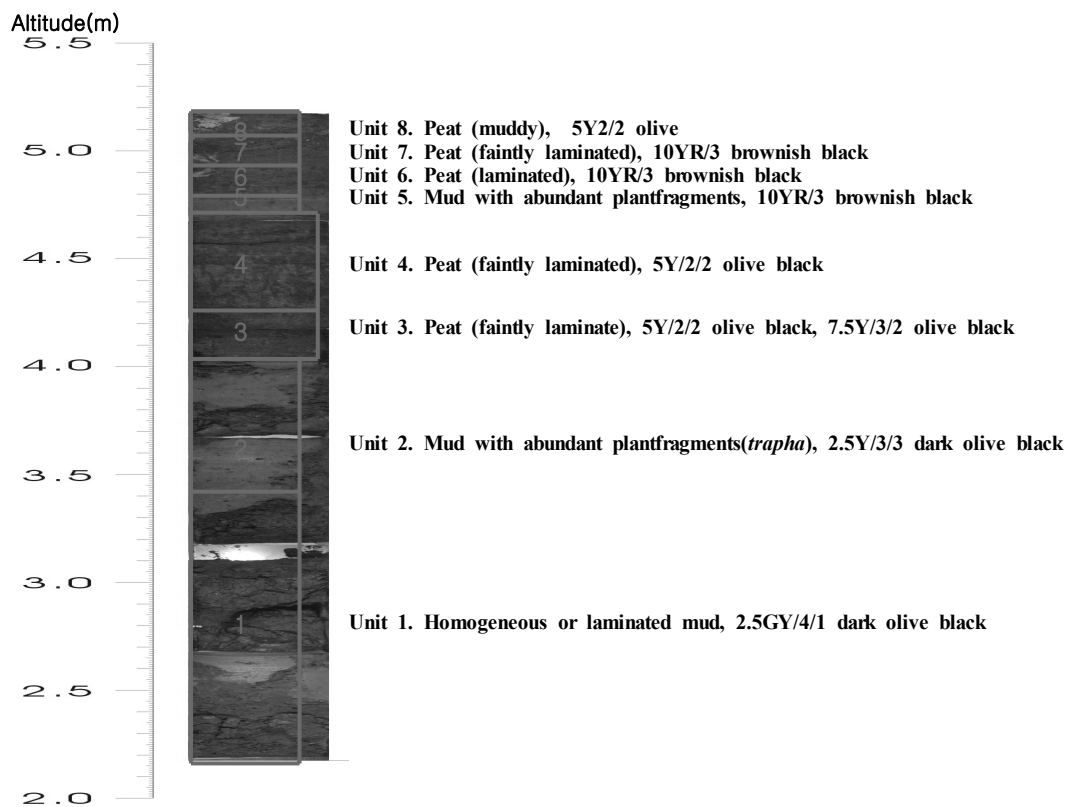 Altitude(m)
5.5
8
Unit 8. Peat (muddy), 5Y2/2 olive
5.0
7
Unit 7. Peat (faintly laminated), 10YR/3 brownish black
6
Unit 6. Peat (laminated), 10YR/3 brownish black
5
Unit 5. Mud with abundant plantfragments, 10YR/3 brownish black
4.5
4
Unit 4. Peat (faintly laminated), 5Y/2/2 olive black
3
Unit 3. Peat (faintly laminate), 5Y/2/2 olive black, 7.5Y/3/2 olive black
4.0
2
Unit 2. Mud with abundant plantfragments(trapha), 2.5Y/3/3 dark olive black
3.5
3.0
1
Unit 1. Homogeneous or laminated mud, 2.5GY/4/1 dark olive black
2.5
2.0